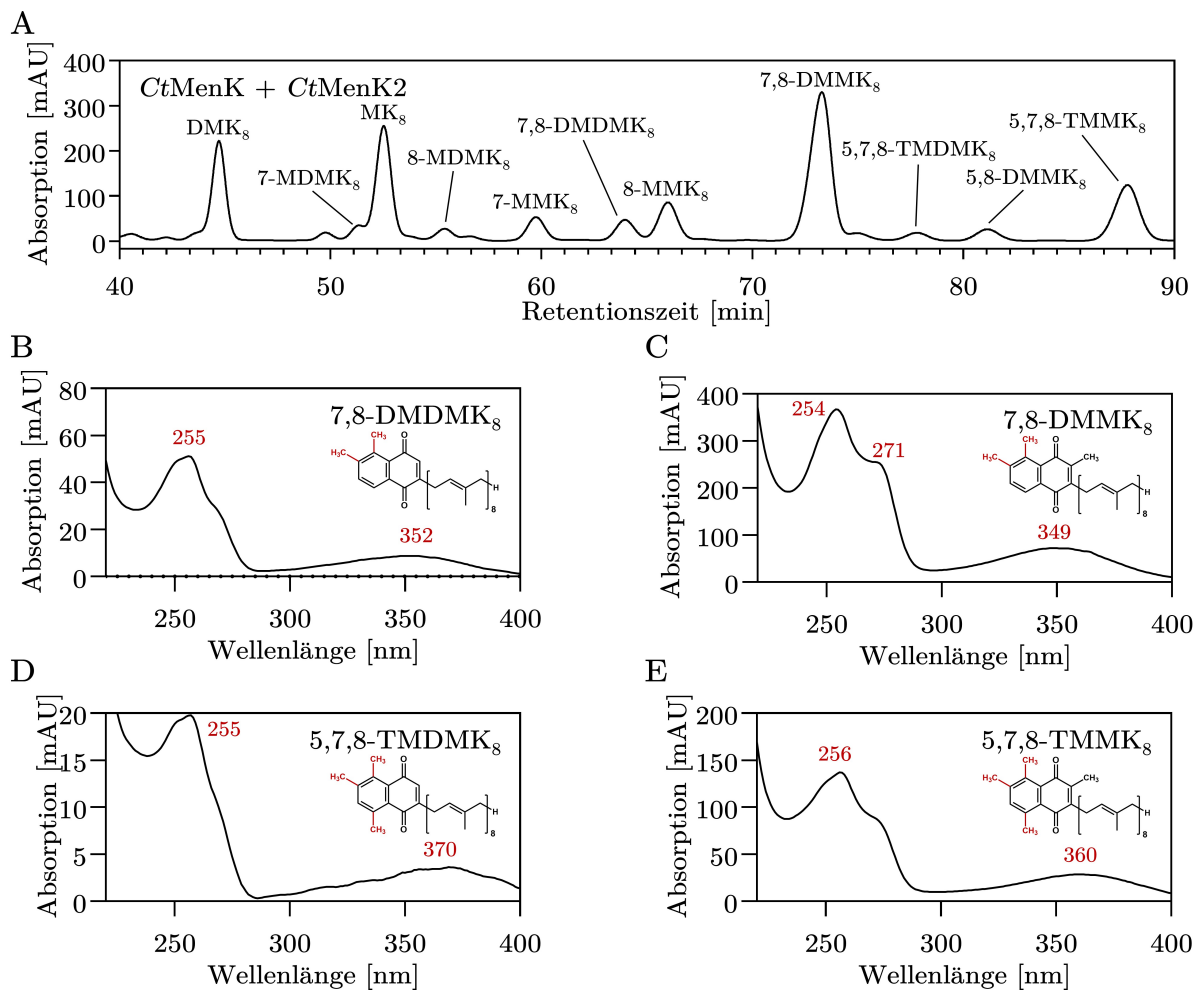 A
Absorption [mAU]
400
300
200
100
0
CtMenK + CtMenK2
DMK₈
7-MDMK₈
MK₈
8-MDMK₈
7-MMK₈
7,8-DMDMK₈
8-MMK₈
7,8-DMMK₈
5,7,8-TMDMK₈
5,8-DMMK₈
5,7,8-TMMK₈
40 50 60 70 80 90
Retentionszeit [min]
B
Absorption [mAU]
80
60
40
20
0
7,8-DMDMK₈
255
352
CH₃
H₃C
O
O
H
8
250 300 350 400
Wellenlänge [nm]
C
Absorption [mAU]
400
300
200
100
0
7,8-DMMK₈
254
271
349
CH₃
H₃C
O
CH₃
O
H
8
250 300 350 400
Wellenlänge [nm]
D
Absorption [mAU]
20
15
10
5
0
5,7,8-TMDMK₈
255
370
CH₃
H₃C
O
CH₃
O
H
8
250 300 350 400
Wellenlänge [nm]
E
Absorption [mAU]
200
150
100
50
0
5,7,8-TMMK₈
256
360
CH₃
H₃C
O
CH₃
CH₃
O
H
8
250 300 350 400
Wellenlänge [nm]